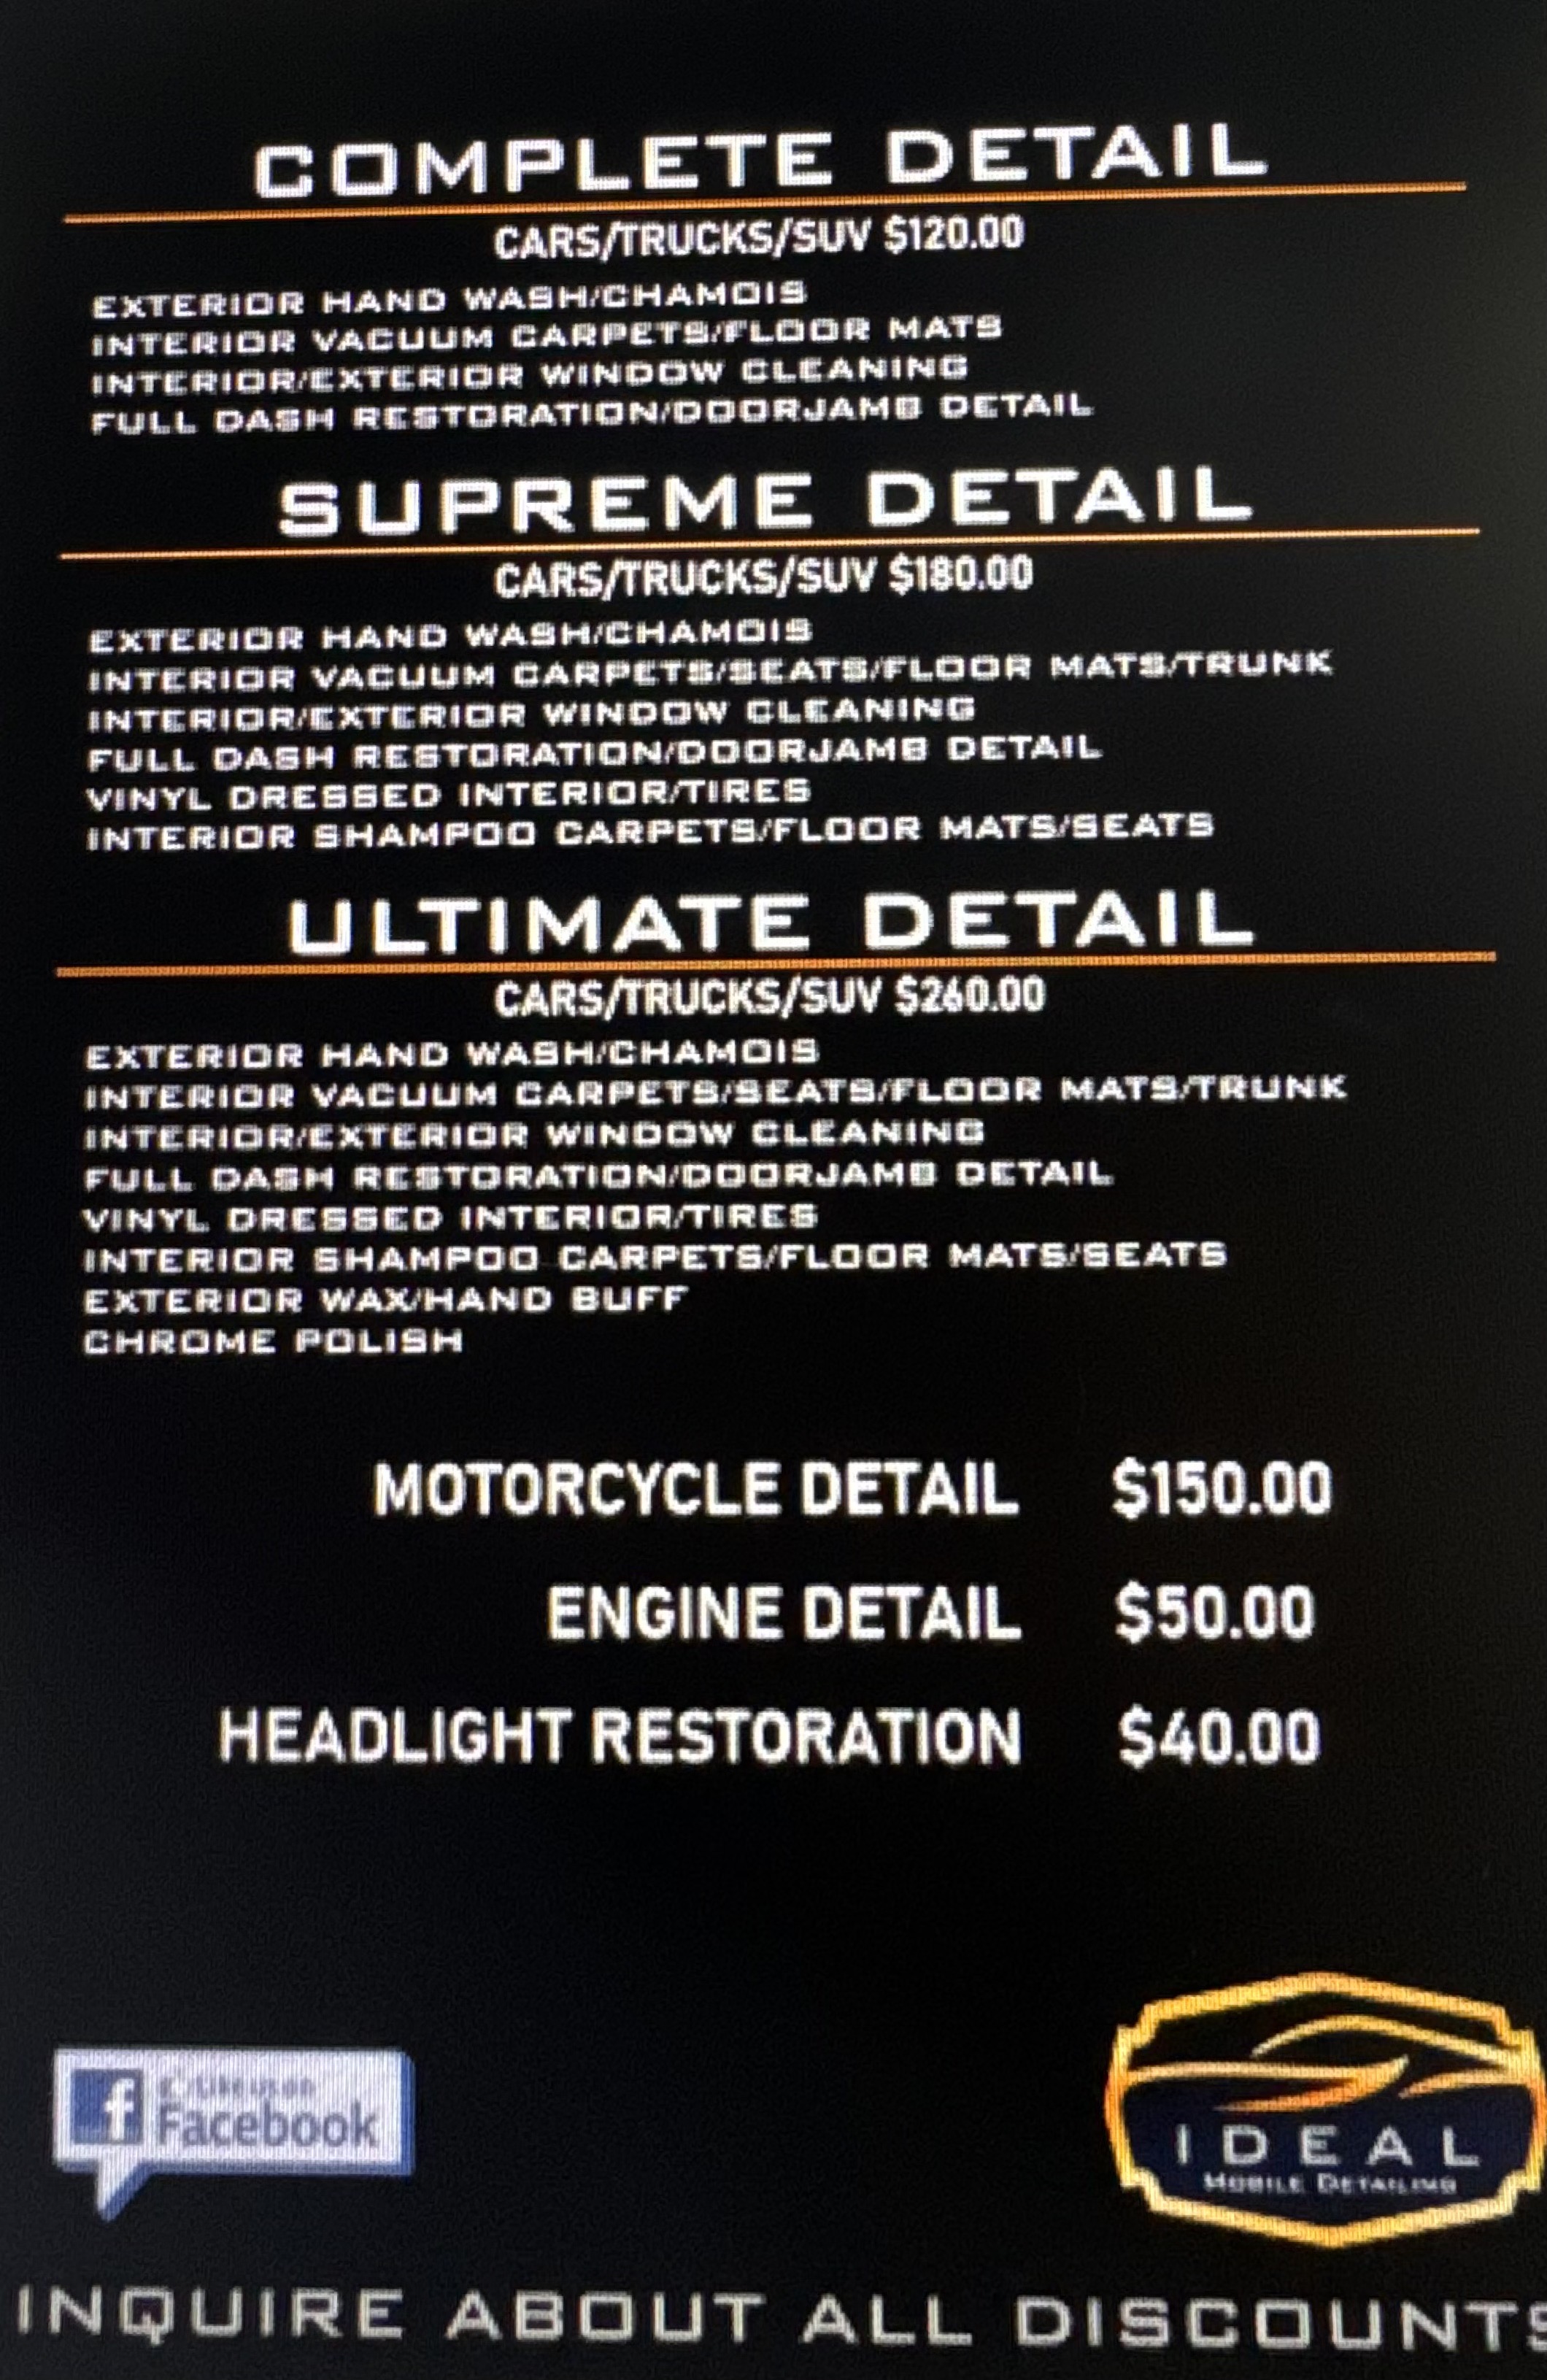 COMPLETE DETAIL
CARS/TRUCKS/SUV $120.00
EXTERIOR HAND WASH/CHAMOIS
INTERIOR VACUUM CARPETS/FLOOR MATS
INTERIOR/EXTERIOR WINDOW CLEANING
FULL DASH RESTORATION/DOORJAMB DETAIL
SUPREME DETAIL
CARS/TRUCKS/SUV $180.00
EXTERIOR HAND WASH/CHAMOIS
INTERIOR VACUUM CARPETS/SEATS/FLOOR MATS/TRUNK
INTERIOR/EXTERIOR WINDOW CLEANING
FULL DASH RESTORATION/DOORJAMB DETAIL
VINYL DRESSED INTERIOR/TIRES
INTERIOR SHAMPOO CARPETS/FLOOR MATS/SEATS
ULTIMATE DETAIL
CARS/TRUCKS/SUV $260.00
EXTERIOR HAND WASH/CHAMOIS
INTERIOR VACUUM CARPETS/SEATS/FLOOR MATS/TRUNK
INTERIOR/EXTERIOR WINDOW CLEANING
FULL DASH RESTORATION/DOORJAMB DETAIL
VINYL DRESSED INTERIOR/TIRES
INTERIOR SHAMPOO CARPETS/FLOOR MATS/SEATS
EXTERIOR WAX/HAND BUFF
CHROME POLISH
MOTORCYCLE DETAIL $150.00
ENGINE DETAIL $50.00
HEADLIGHT RESTORATION $40.00
f Like us on
Facebook
IDEAL
MOBILE DETAILING
INQUIRE ABOUT ALL DISCOUNTS